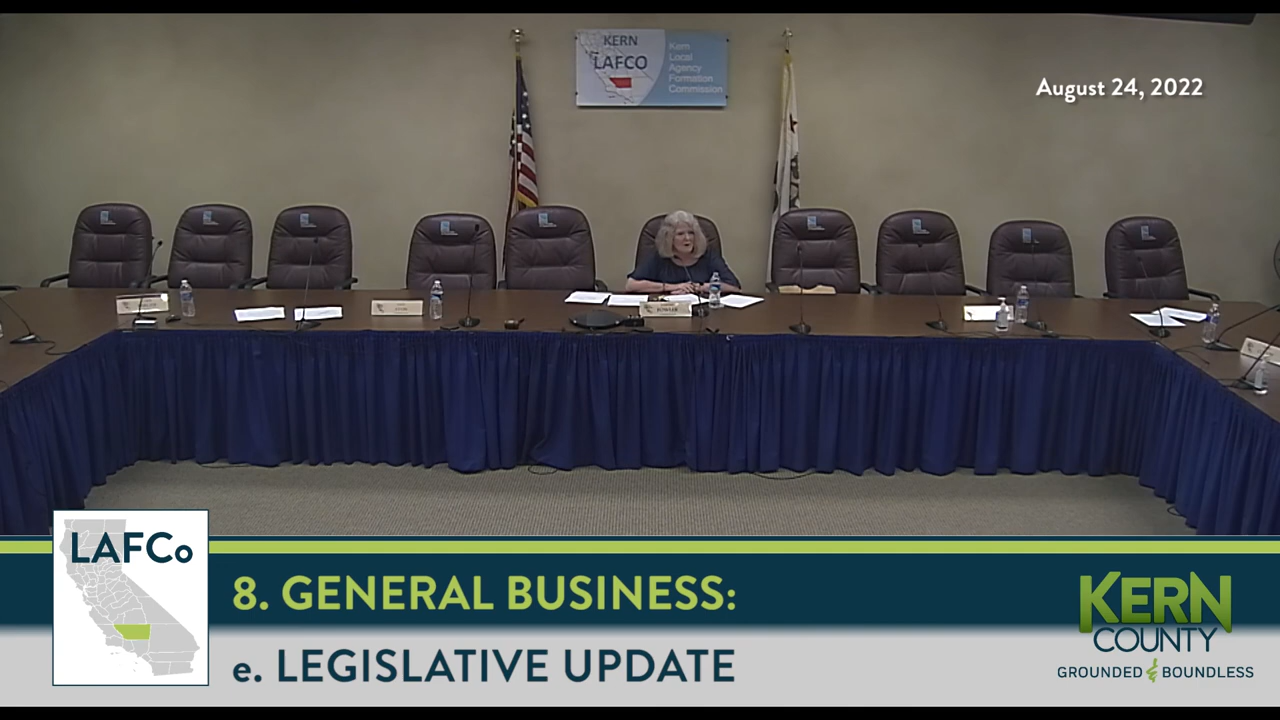 KERN
LAFCO
Kern
Local
Agency
Formation
Commission
August 24, 2022
LAFCo
8. GENERAL BUSINESS:
e. LEGISLATIVE UPDATE
KERN
COUNTY
GROUNDED BOUNDLESS